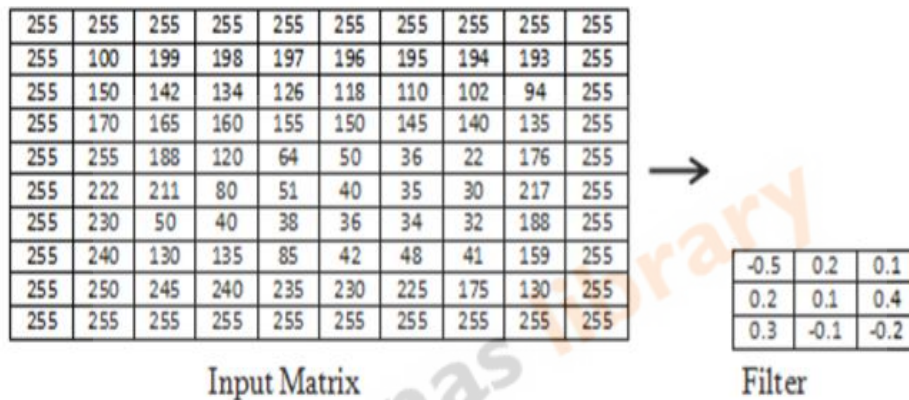 255 255 255 255 255 255 255 255 255 255
255 100 199 198 197 196 195 194 193 255
255 150 142 134 126 118 110 102 94 255
255 170 165 160 155 150 145 140 135 255
255 255 188 120 64 50 36 22 176 255
255 222 211 80 51 40 35 30 217 255
255 230 50 40 38 36 34 32 188 255
255 240 130 135 85 42 48 41 159 255
255 250 245 240 235 230 225 175 130 255
255 255 255 255 255 255 255 255 255 255
-0.5 0.2 0.1
0.2 0.1 0.4
0.3 -0.1 -0.2
Input Matrix
Filter
library